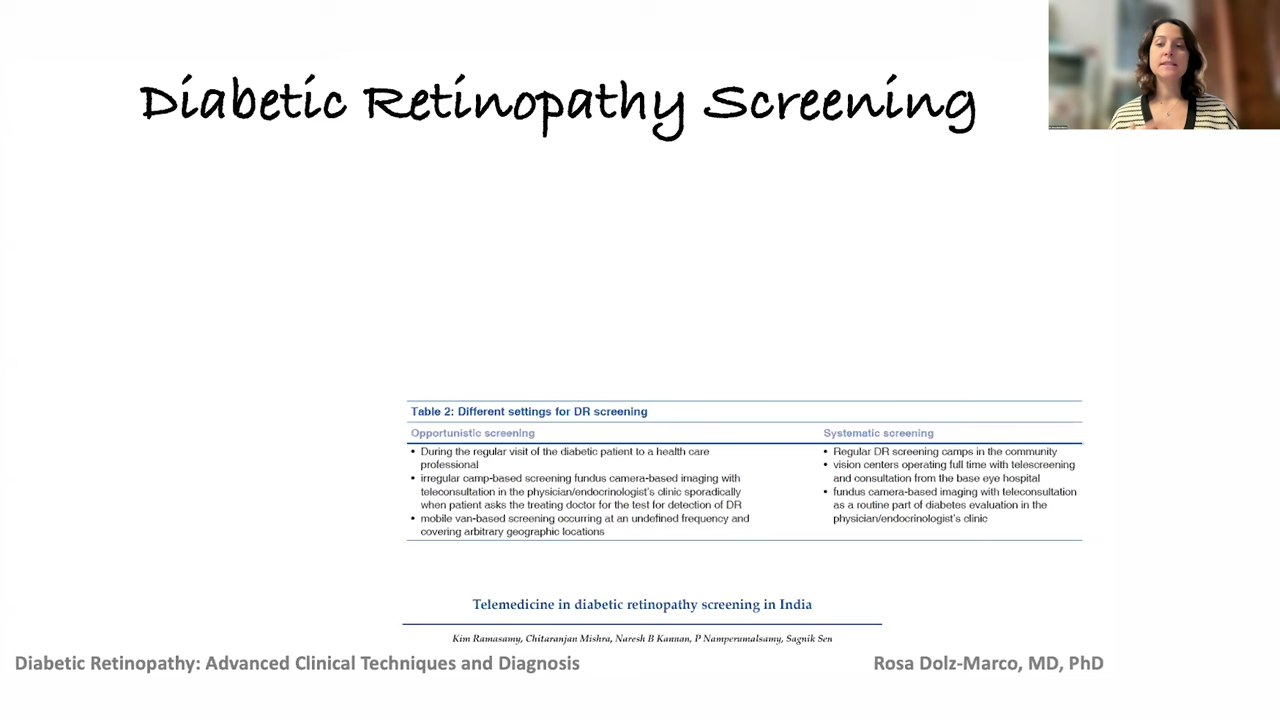 Diabetic Retinopathy Screening
Table 2: Different settings for DR screening
Opportunistic screening
• During the regular visit of the diabetic patient to a health care
professional
• irregular camp-based screening fundus camera-based imaging with
teleconsultation in the physician/endocrinologist's clinic sporadically
when patient asks the treating doctor for the test for detection of DR
• mobile van-based screening occurring at an undefined frequency and
covering arbitrary geographic locations
Systematic screening
• Regular DR screening camps in the community
• vision centers operating full time with telescreening
and consultation from the base eye hospital
• fundus camera-based imaging with teleconsultation
as a routine part of diabetes evaluation in the
physician/endocrinologist's clinic
Telemedicine in diabetic retinopathy screening in India
Kim Ramasamy, Chitaranjan Mishra, Naresh B Kannan, P Namperumalsamy, Sagnik Sen
Diabetic Retinopathy: Advanced Clinical Techniques and Diagnosis
Rosa Dolz-Marco, MD, PhD